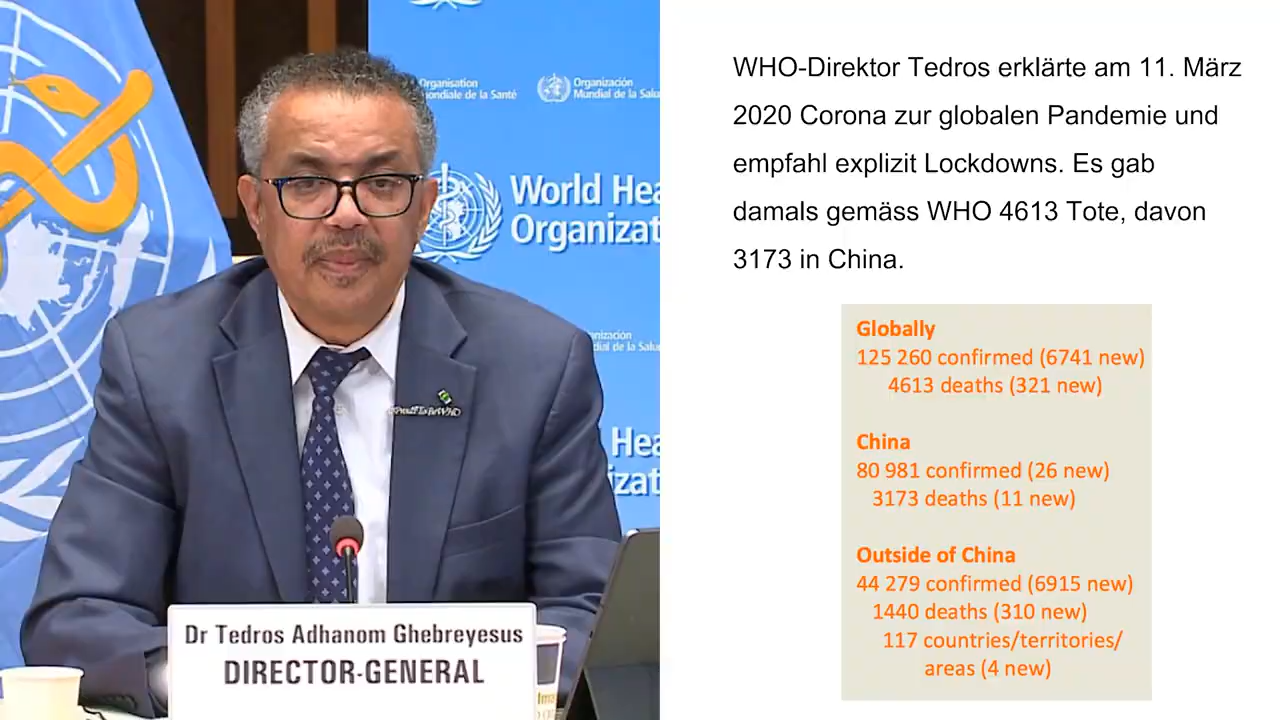 Organisation
mondiale de la Santé
Organización
Mundial de la Salu
World Hea
Organizat
Hea
izat
Dr Tedros Adhanom Ghebreyesus
DIRECTOR-GENERAL
WHO-Direktor Tedros erklärte am 11. März
2020 Corona zur globalen Pandemie und
empfahl explizit Lockdowns. Es gab
damals gemäss WHO 4613 Tote, davon
3173 in China.
Globally
125 260 confirmed (6741 new)
4613 deaths (321 new)
China
80 981 confirmed (26 new)
3173 deaths (11 new)
Outside of China
44 279 confirmed (6915 new)
1440 deaths (310 new)
117 countries/territories/
areas (4 new)